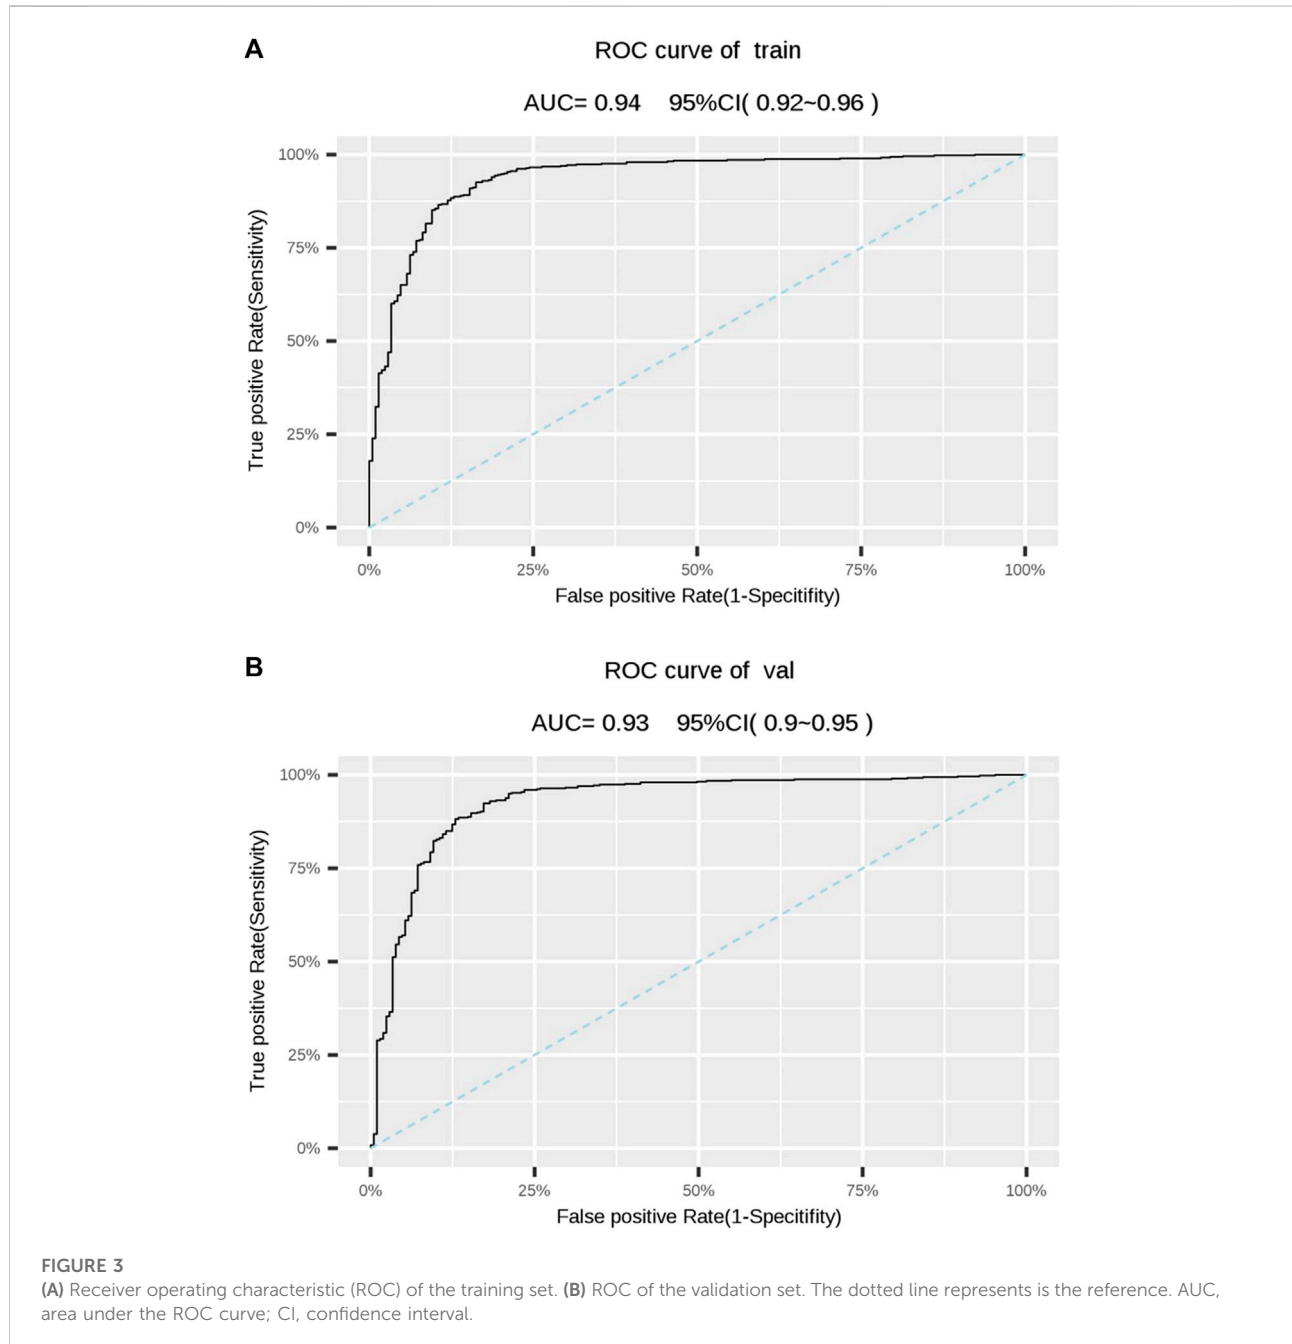 A
ROC curve of  train
AUC= 0.94    95%CI( 0.92~0.96 )
100%
75%
50%
25%
0%
True positive Rate(Sensitivity)
0%
25%
50%
75%
100%
False positive Rate(1-Specitifity)
B
ROC curve of  val
AUC= 0.93    95%CI( 0.9~0.95 )
100%
75%
50%
25%
0%
True positive Rate(Sensitivity)
0%
25%
50%
75%
100%
False positive Rate(1-Specitifity)
FIGURE 3
(A) Receiver operating characteristic (ROC) of the training set. (B) ROC of the validation set. The dotted line represents is the reference. AUC,
area under the ROC curve; CI, confidence interval.